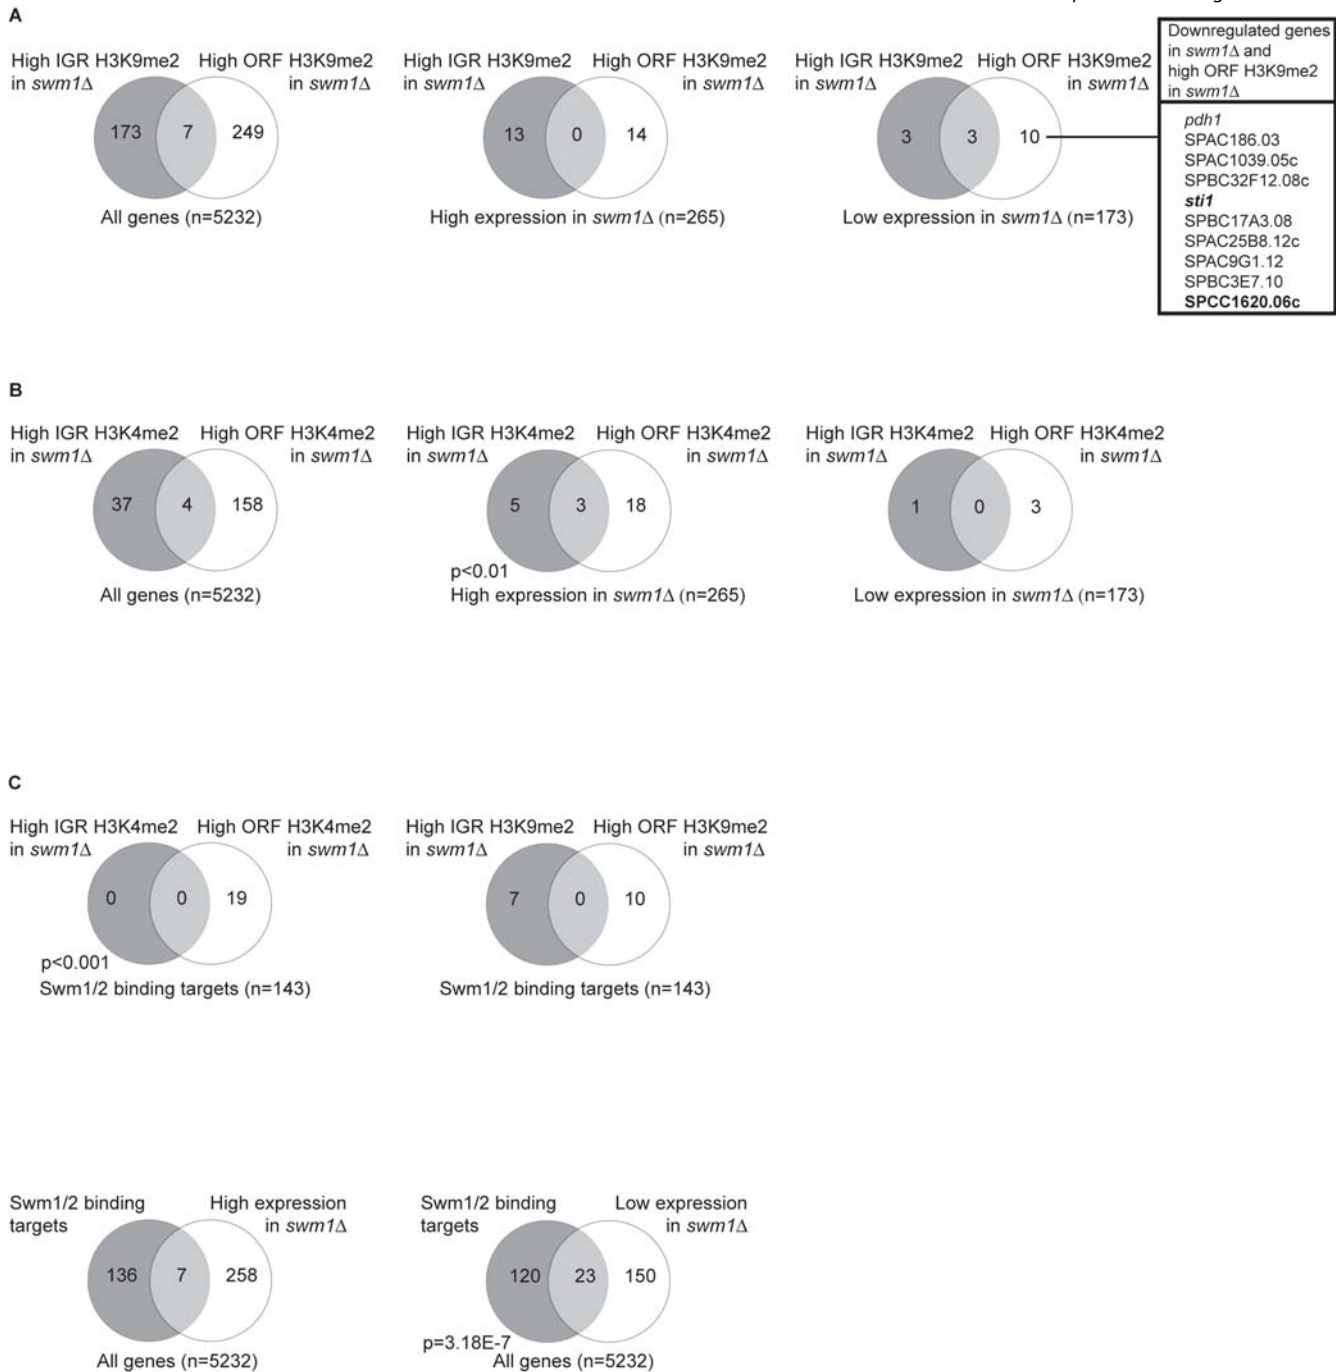 A
High IGR H3K9me2 High ORF H3K9me2
in swm1Δ in swm1Δ
173 7 249
All genes (n=5232)
High IGR H3K9me2 High ORF H3K9me2
in swm1Δ in swm1Δ
13 0 14
High expression in swm1Δ (n=265)
High IGR H3K9me2 High ORF H3K9me2
in swm1Δ in swm1Δ
3 3 10
Low expression in swm1Δ (n=173)
Downregulated genes
in swm1Δ and
high ORF H3K9me2
in swm1Δ
pdh1
SPAC186.03
SPAC1039.05c
SPBC32F12.08c
sti1
SPBC17A3.08
SPAC25B8.12c
SPAC9G1.12
SPBC3E7.10
SPCC1620.06c
B
High IGR H3K4me2 High ORF H3K4me2
in swm1Δ in swm1Δ
37 4 158
All genes (n=5232)
High IGR H3K4me2 High ORF H3K4me2
in swm1Δ in swm1Δ
5 3 18
p<0.01
High expression in swm1Δ (n=265)
High IGR H3K4me2 High ORF H3K4me2
in swm1Δ in swm1Δ
1 0 3
Low expression in swm1Δ (n=173)
C
High IGR H3K4me2 High ORF H3K4me2
in swm1Δ in swm1Δ
0 0 19
p<0.001
Swm1/2 binding targets (n=143)
High IGR H3K9me2 High ORF H3K9me2
in swm1Δ in swm1Δ
7 0 10
Swm1/2 binding targets (n=143)
Swm1/2 binding High expression
targets in swm1Δ
136 7 258
All genes (n=5232)
Swm1/2 binding Low expression
targets in swm1Δ
120 23 150
p=3.18E-7
All genes (n=5232)